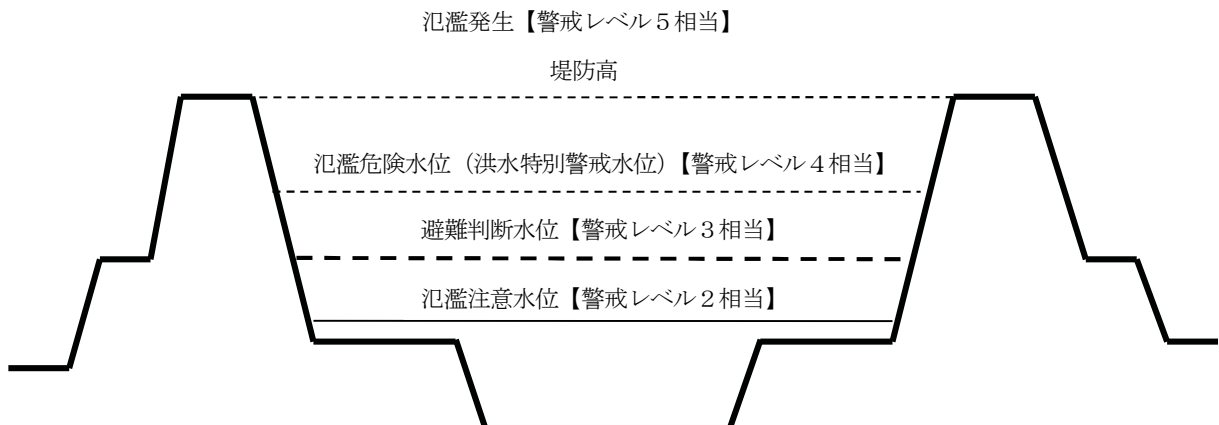 氾濫発生【警戒レベル５相当】
堤防高
氾濫危険水位（洪水特別警戒水位）【警戒レベル４相当】
避難判断水位【警戒レベル３相当】
氾濫注意水位【警戒レベル２相当】